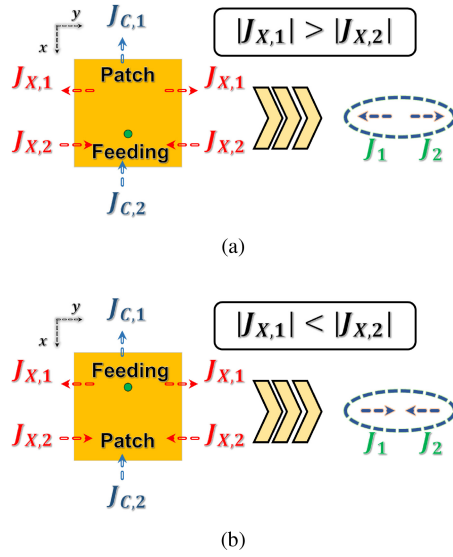 J_{C,1}
|J_{X,1}| > |J_{X,2}|
y
x
Patch
J_{X,1} J_{X,1}
J_{X,2} J_{X,2}
Feeding
J_1 J_2
J_{C,2}
(a)
J_{C,1}
|J_{X,1}| < |J_{X,2}|
y
x
Feeding
J_{X,1} J_{X,1}
J_{X,2} J_{X,2}
Patch
J_1 J_2
J_{C,2}
(b)